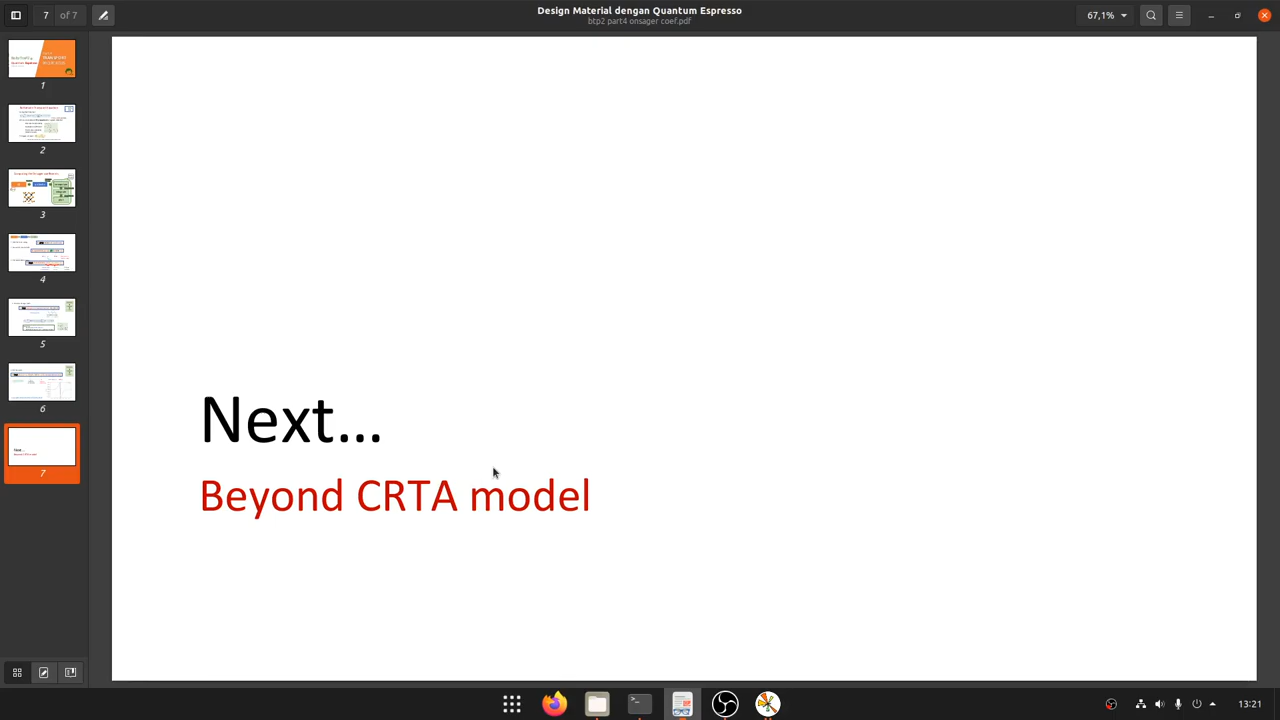 Design Material dengan Quantum Espresso
btp2 part4 onsager coef.pdf
7 of 7
67,1%
1
2
3
4
5
6
7
Next...
Beyond CRTA model
13:21